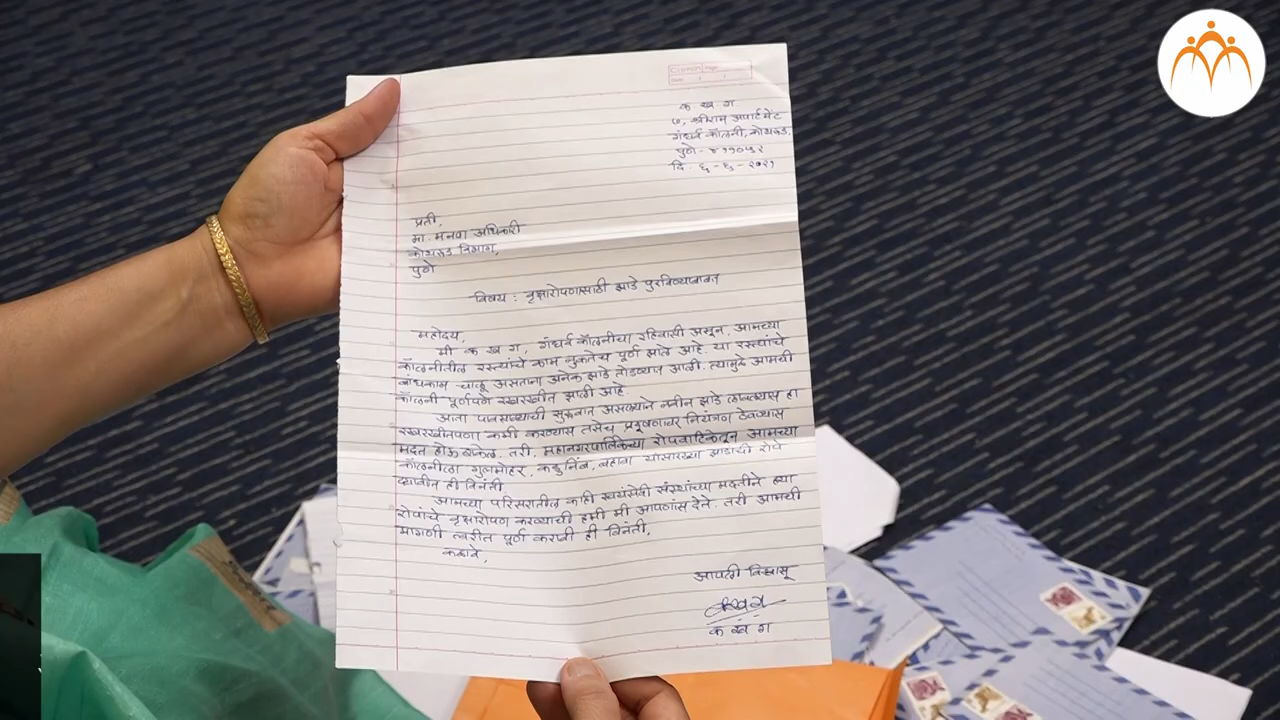 क ख ग
७, श्रीराम अपार्टमेंट
गंधर्व कॉलनी, कोथरूड,
पुणे - ४११०५२
दि. ६ - ६ - २०२१
प्रती,
मा. मनपा अधिकारी
कोथरूड विभाग,
पुणे
विषय : वृक्षारोपणासाठी झाडे पुरविण्याबाबत
महोदय,
मी क ख ग, गंधर्व कॉलनीचा रहिवासी असून, आमच्या
कॉलनीतील रस्त्यांचे काम नुकतेच पूर्ण झाले आहे. या रस्त्यांचे
बांधकाम चालू असताना अनेक झाडे तोडण्यात आली. त्यामुळे आमची
कॉलनी पूर्णपणे रखरखीत झाली आहे.
आता पावसाळ्याची सुरुवात असल्याने नवीन झाडे लावल्यास हा
रखरखीतपणा कमी करण्यास तसेच प्रदूषणावर नियंत्रण ठेवण्यास
मदत होऊ शकेल. तरी, महानगरपालिकेच्या रोपवाटिकेतून आमच्या
कॉलनीला गुलमोहर, कडुनिंब, बहावा यांसारख्या झाडांची रोपे
द्यावीत ही विनंती.
आमच्या परिसरातील काही स्वयंसेवी संस्थांच्या मदतीने ह्या
रोपांचे वृक्षारोपण करण्याची हमी मी आपणांस देते. तरी आमची
मागणी त्वरीत पूर्ण करावी ही विनंती.
कळावे,
आपली विश्वासू
कखग
क ख ग